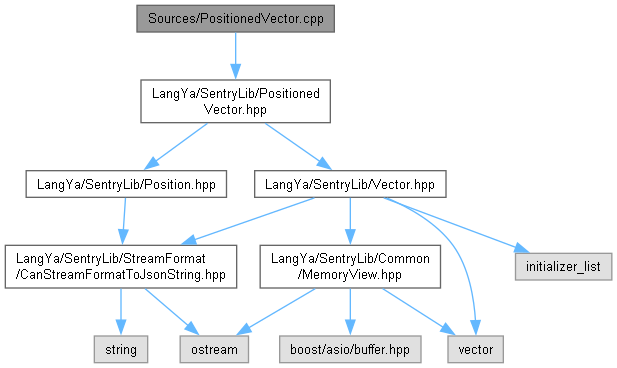 Sources/PositionedVector.cpp
LangYa/SentryLib/Positioned
Vector.hpp
LangYa/SentryLib/Position.hpp
LangYa/SentryLib/Vector.hpp
LangYa/SentryLib/StreamFormat
/CanStreamFormatToJsonString.hpp
LangYa/SentryLib/Common
/MemoryView.hpp
initializer_list
string
ostream
boost/asio/buffer.hpp
vector